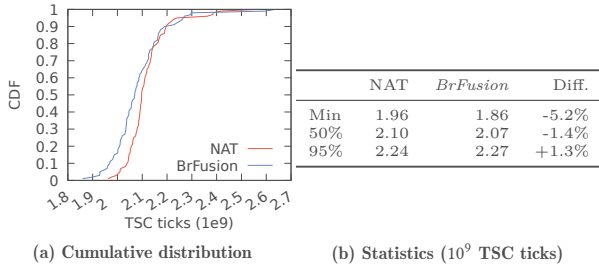 1
0.9
0.8
0.7
0.6
0.5
0.4
0.3
0.2
0.1
0
CDF
NAT
BrFusion
1.8 1.9 2 2.1 2.2 2.3 2.4 2.5 2.6 2.7
TSC ticks (1e9)
(a) Cumulative distribution
NAT BrFusion Diff.
Min 1.96 1.86 -5.2%
50% 2.10 2.07 -1.4%
95% 2.24 2.27 +1.3%
(b) Statistics (10⁹ TSC ticks)